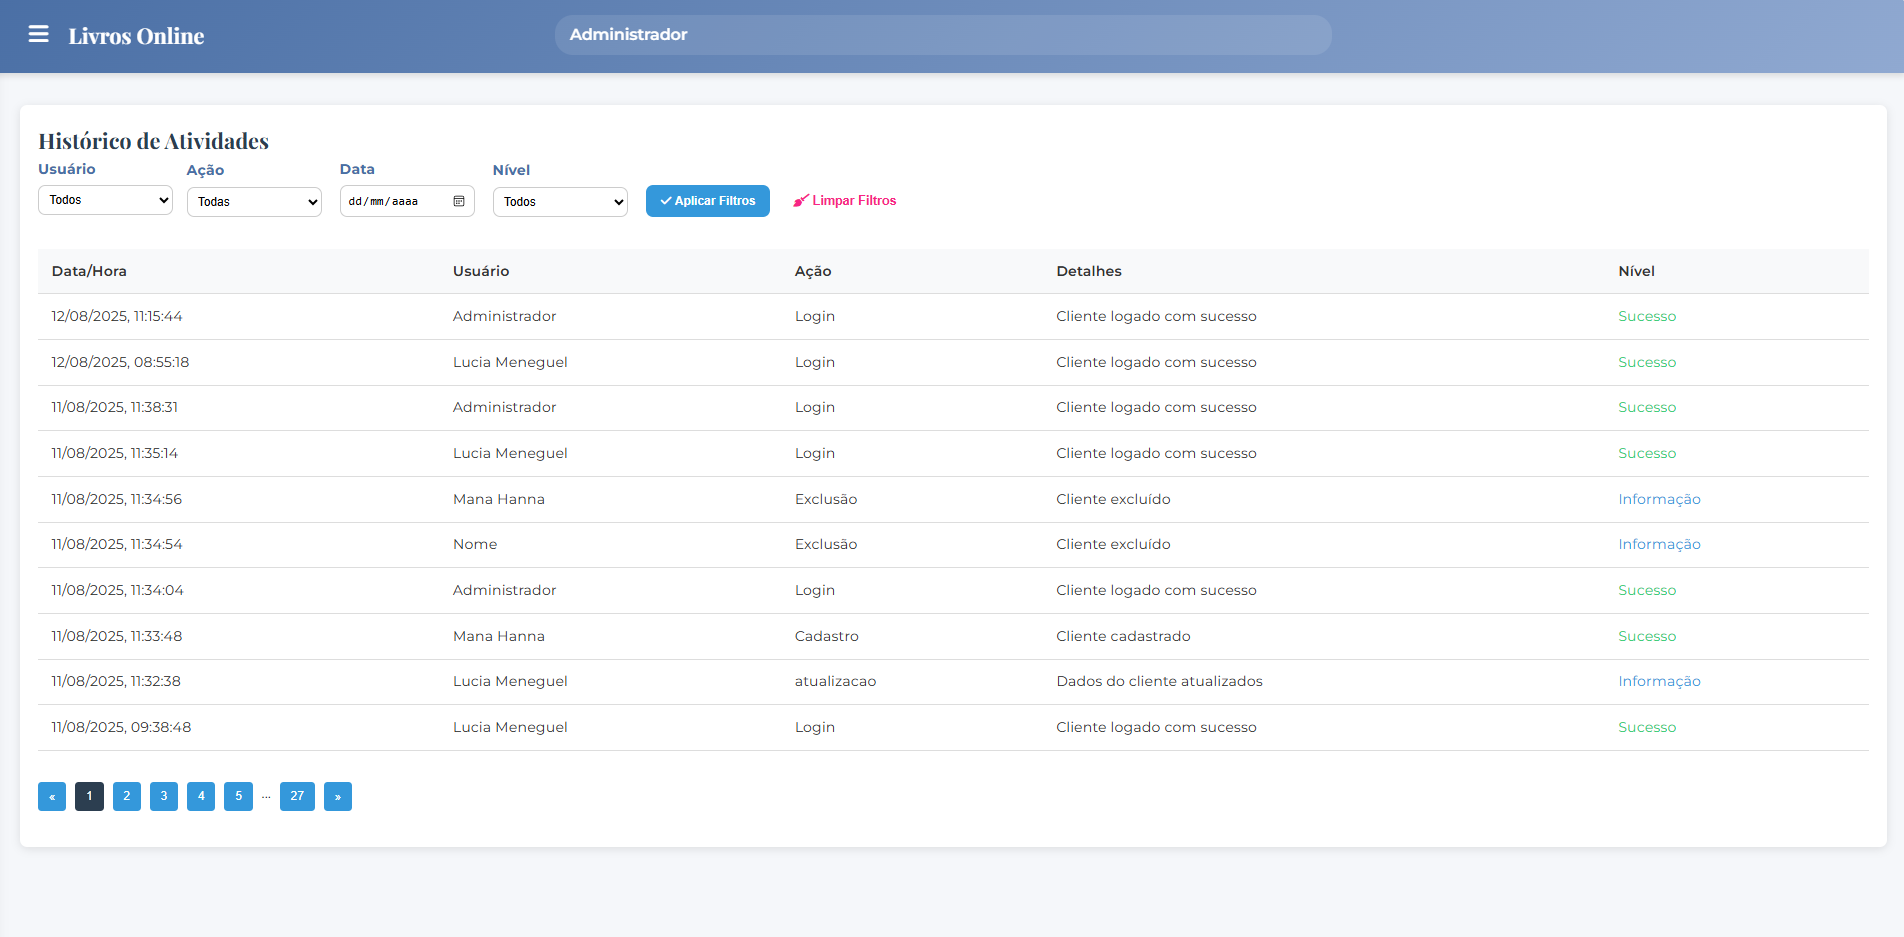 Livros Online
Administrador
Histórico de Atividades
Usuário Ação Data Nível
Todos Todas dd/mm/aaaa Todos Aplicar Filtros Limpar Filtros
Data/Hora Usuário Ação Detalhes Nível
12/08/2025, 11:15:44 Administrador Login Cliente logado com sucesso Sucesso
12/08/2025, 08:55:18 Lucia Meneguel Login Cliente logado com sucesso Sucesso
11/08/2025, 11:38:31 Administrador Login Cliente logado com sucesso Sucesso
11/08/2025, 11:35:14 Lucia Meneguel Login Cliente logado com sucesso Sucesso
11/08/2025, 11:34:56 Mana Hanna Exclusão Cliente excluído Informação
11/08/2025, 11:34:54 Nome Exclusão Cliente excluído Informação
11/08/2025, 11:34:04 Administrador Login Cliente logado com sucesso Sucesso
11/08/2025, 11:33:48 Mana Hanna Cadastro Cliente cadastrado Sucesso
11/08/2025, 11:32:38 Lucia Meneguel atualizacao Dados do cliente atualizados Informação
11/08/2025, 09:38:48 Lucia Meneguel Login Cliente logado com sucesso Sucesso
« 1 2 3 4 5 ... 27 »